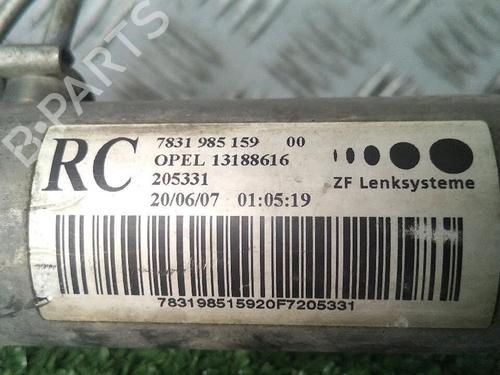 B-PARTS
RC
7831 985 159 00
OPEL 13188616
205331
20/06/07 01:05:19
ZF Lenksysteme
783198515920F7205331